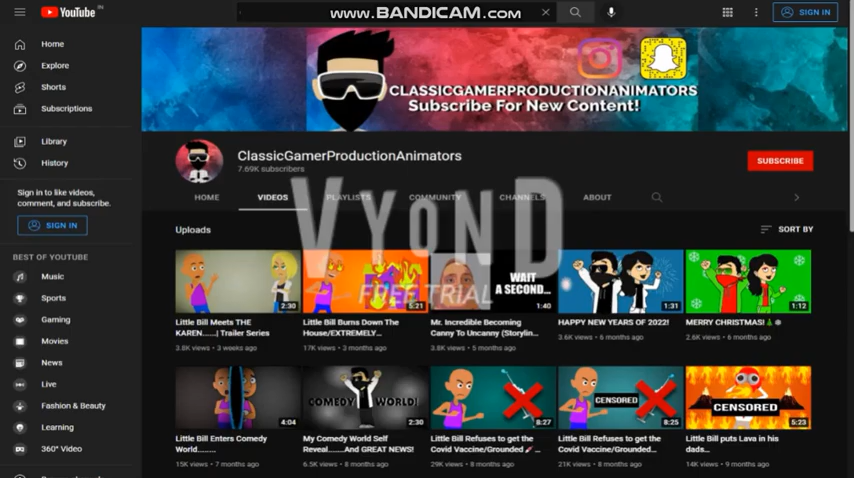 YouTube IN
www.BANDICAM.com
SIGN IN
Home
Explore
Shorts
Subscriptions
Library
History
Sign in to like videos,
comment, and subscribe.
SIGN IN
BEST OF YOUTUBE
Music
Sports
Gaming
Movies
News
Live
Fashion & Beauty
Learning
360° Video
CLASSICGAMERPRODUCTIONANIMATORS
Subscribe For New Content!
ClassicGamerProductionAnimators
7.69K subscribers
SUBSCRIBE
HOME VIDEOS PLAYLISTS COMMUNITY CHANNELS ABOUT
VYOND
FREE TRIAL
Uploads
SORT BY
2:30
Little Bill Meets THE
KAREN.......| Trailer Series
3.8K views • 3 weeks ago
5:21
Little Bill Burns Down The
House/EXTREMELY...
17K views • 3 months ago
WAIT
A SECOND...
1:40
Mr. Incredible Becoming
Canny To Uncanny (Storylin...
3.8K views • 5 months ago
1:31
HAPPY NEW YEARS OF 2022!
3.6K views • 6 months ago
1:12
MERRY CHRISTMAS!
2.6K views • 6 months ago
4:04
Little Bill Enters Comedy
World.........
15K views • 7 months ago
COMEDY WORLD!
2:30
My Comedy World Self
Reveal.......And GREAT NEWS!
6.5K views • 8 months ago
8:27
Little Bill Refuses to get the
Covid Vaccine/Grounded...
29K views • 8 months ago
CENSORED
8:25
Little Bill Refuses to get the
Covid Vaccine/Grounded...
21K views • 8 months ago
CENSORED
5:23
Little Bill puts Lava in his
dads...
14K views • 9 months ago